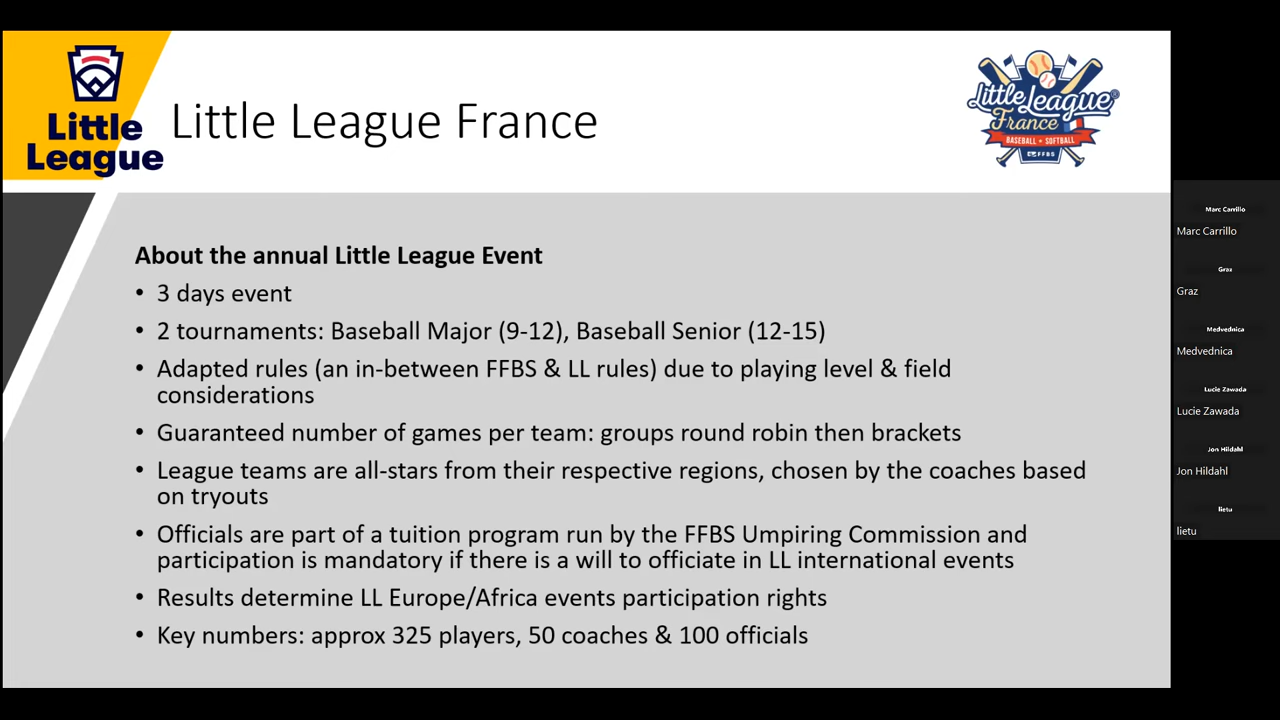 Little
League
Little League France
Little League
France
BASEBALL • SOFTBALL
FFBS
About the annual Little League Event
• 3 days event
• 2 tournaments: Baseball Major (9-12), Baseball Senior (12-15)
• Adapted rules (an in-between FFBS & LL rules) due to playing level & field
considerations
• Guaranteed number of games per team: groups round robin then brackets
• League teams are all-stars from their respective regions, chosen by the coaches based
on tryouts
• Officials are part of a tuition program run by the FFBS Umpiring Commission and
participation is mandatory if there is a will to officiate in LL international events
• Results determine LL Europe/Africa events participation rights
• Key numbers: approx 325 players, 50 coaches & 100 officials
Marc Carrillo
Marc Carrillo
Graz
Graz
Medvednica
Medvednica
Lucie Zawada
Lucie Zawada
Jon Hildahl
Jon Hildahl
lietu
lietu